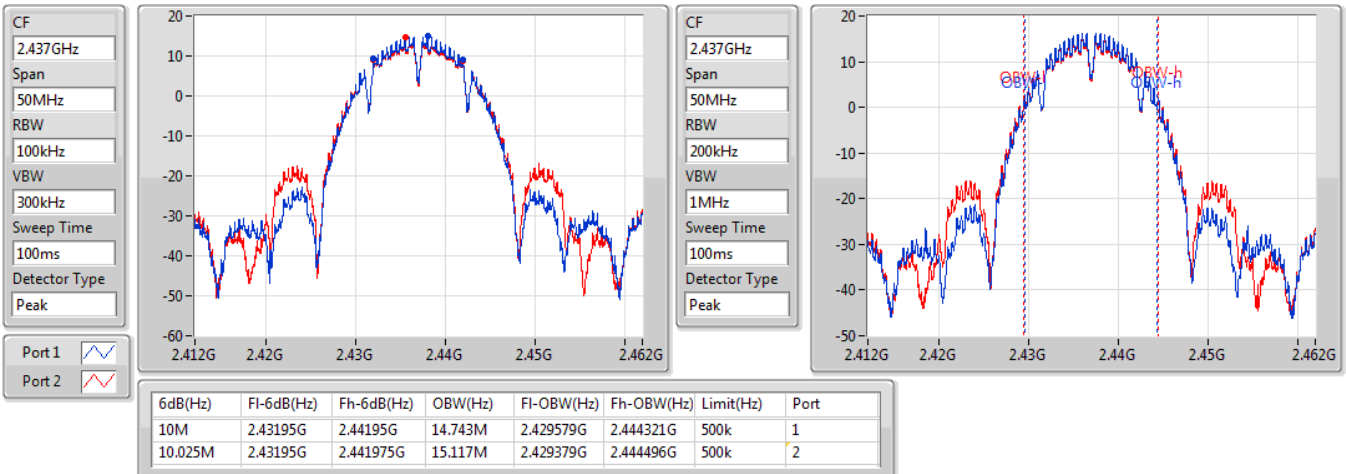 CF
2.437GHz
Span
50MHz
RBW
100kHz
VBW
300kHz
Sweep Time
100ms
Detector Type
Peak
Port 1
Port 2
20
10
0
-10
-20
-30
-40
-50
-60
2.412G 2.42G 2.43G 2.44G 2.45G 2.462G
CF
2.437GHz
Span
50MHz
RBW
200kHz
VBW
1MHz
Sweep Time
100ms
Detector Type
Peak
20
10
0
-10
-20
-30
-40
-50
OBW-h
OBW-h
2.412G 2.42G 2.43G 2.44G 2.45G 2.462G
6dB(Hz) Fl-6dB(Hz) Fh-6dB(Hz) OBW(Hz) Fl-OBW(Hz) Fh-OBW(Hz) Limit(Hz) Port
10M 2.43195G 2.44195G 14.743M 2.429579G 2.444321G 500k 1
10.025M 2.43195G 2.441975G 15.117M 2.429379G 2.444496G 500k 2